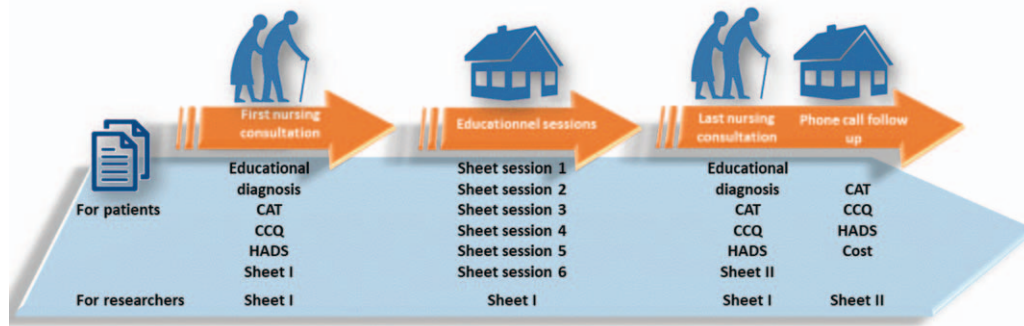 First nursing
consultation
Educationnel sessions
Last nursing
consultation
Phone call follow
up
For patients
Educational
diagnosis
CAT
CCQ
HADS
Sheet I
Sheet session 1
Sheet session 2
Sheet session 3
Sheet session 4
Sheet session 5
Sheet session 6
Educational
diagnosis
CAT
CCQ
HADS
Sheet II
CAT
CCQ
HADS
Cost
For researchers
Sheet I
Sheet I
Sheet I
Sheet II